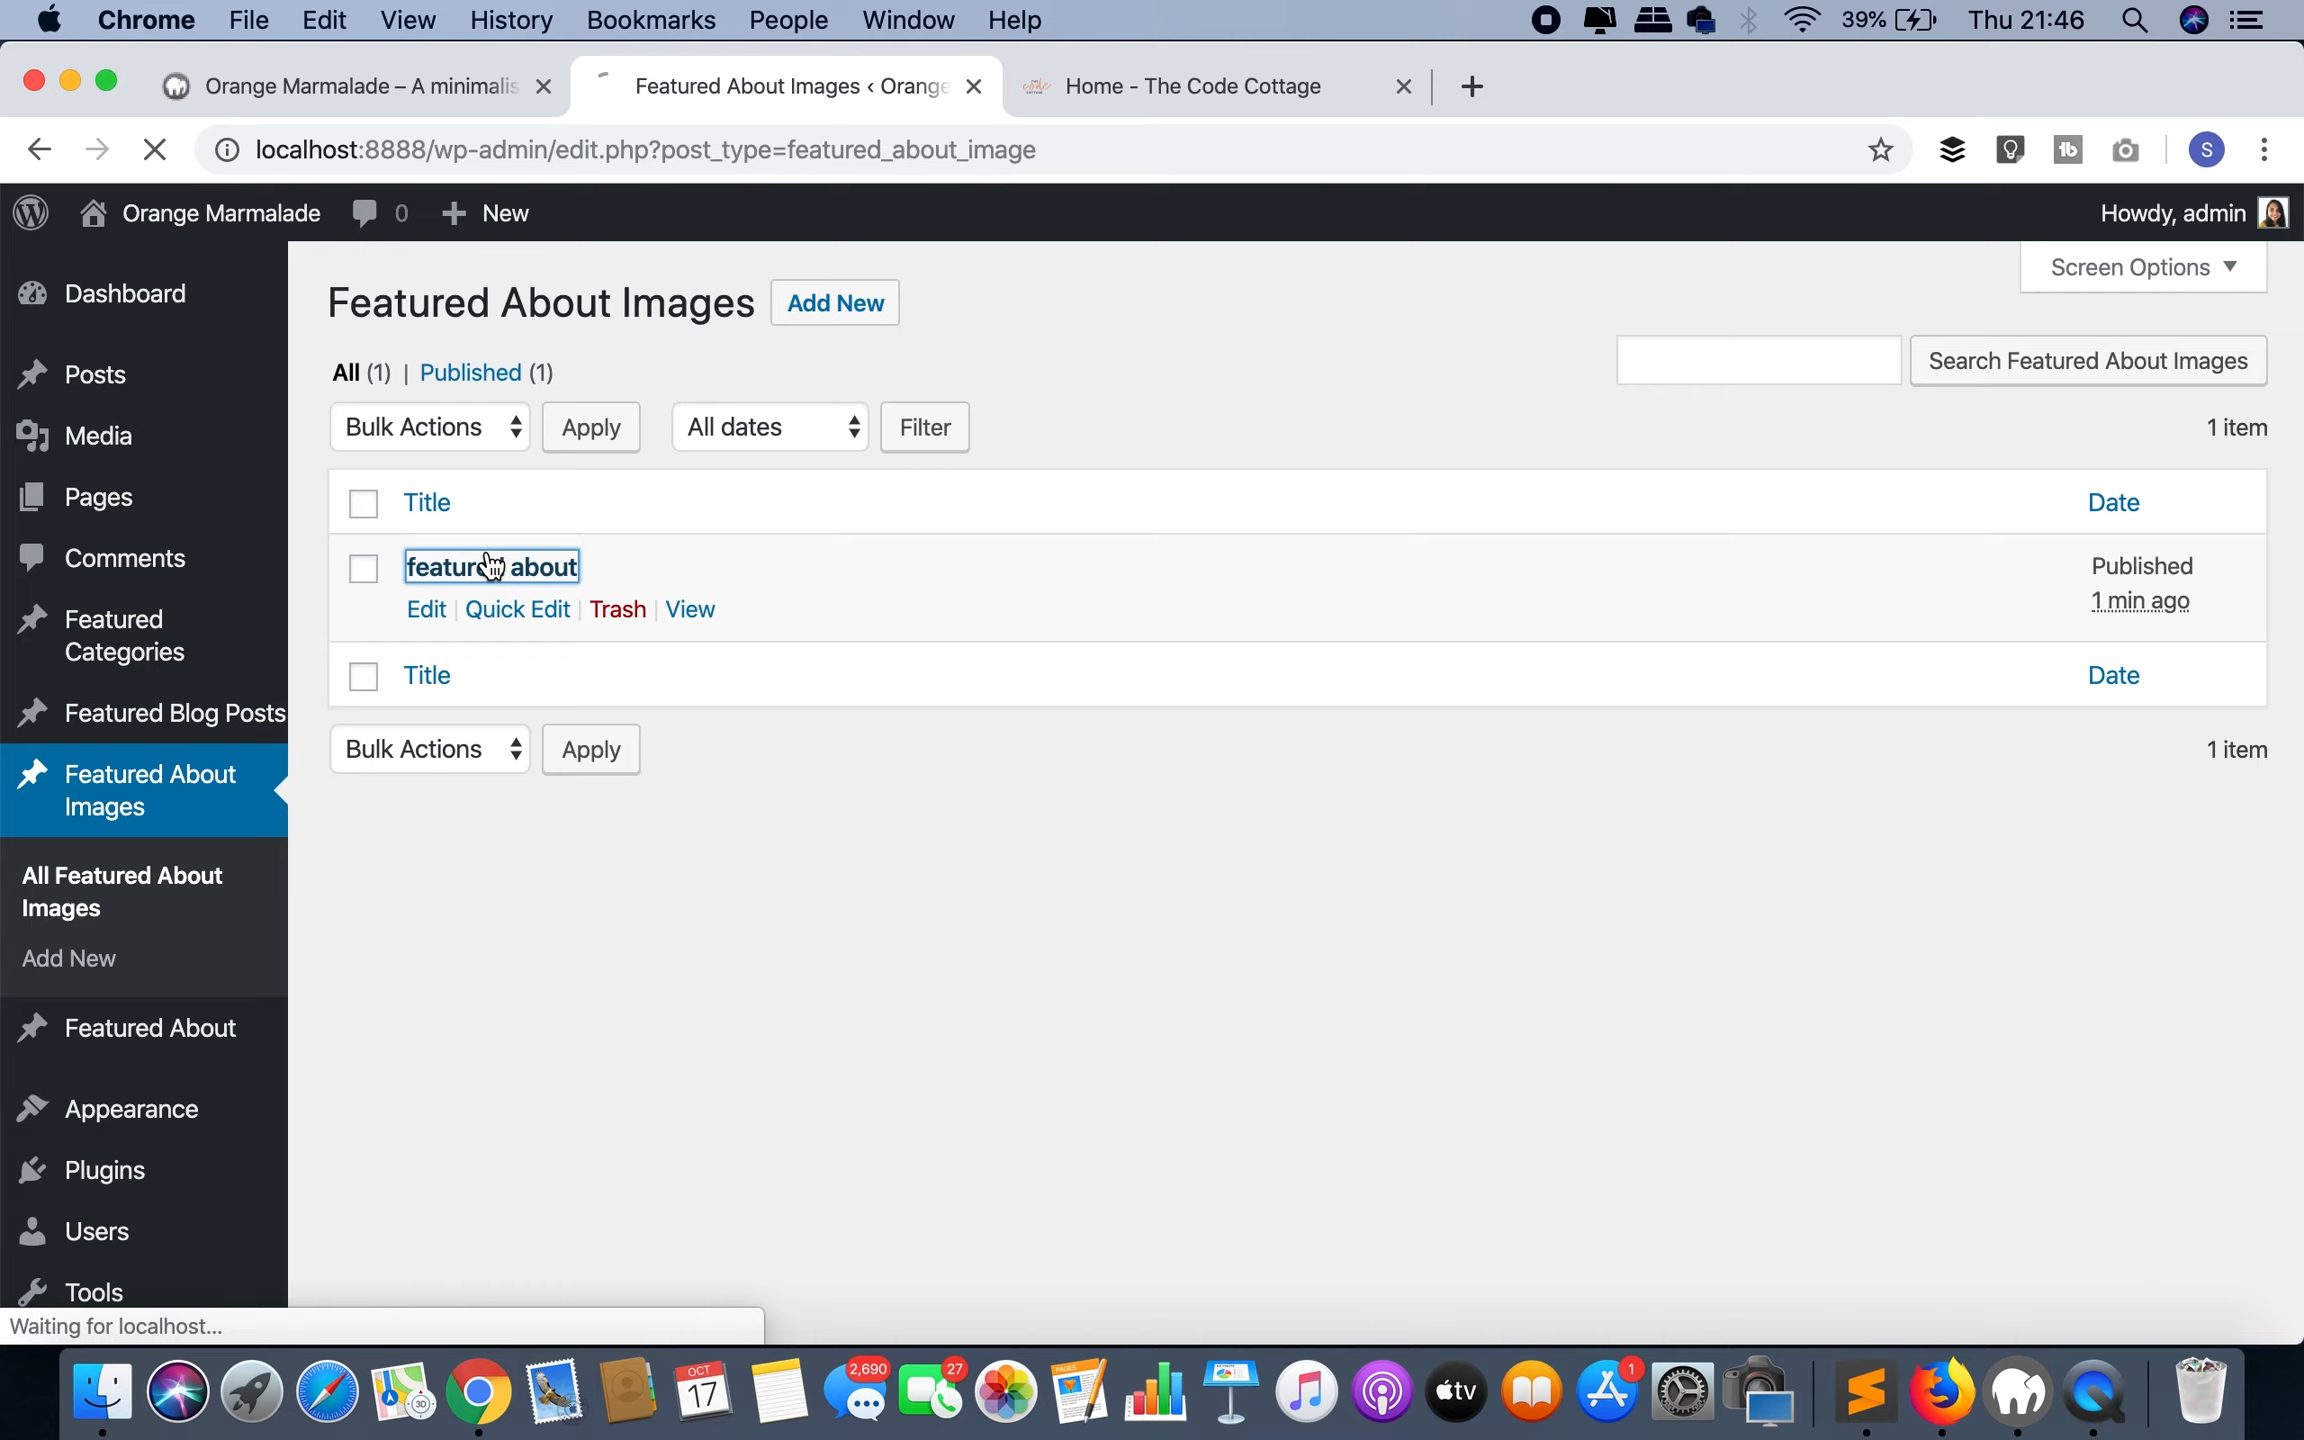 Chrome File Edit View History Bookmarks People Window Help 39% Thu 21:46
Orange Marmalade – A minimalis Featured About Images ‹ Orange Home - The Code Cottage
localhost:8888/wp-admin/edit.php?post_type=featured_about_image S
Orange Marmalade 0 + New Howdy, admin
Screen Options
Dashboard
Posts
Media
Pages
Comments
Featured
Categories
Featured Blog Posts
Featured About
Images
All Featured About
Images
Add New
Featured About
Appearance
Plugins
Users
Tools
Featured About Images Add New
All (1) | Published (1) Search Featured About Images
Bulk Actions Apply All dates Filter 1 item
Title Date
featured about Published
Edit | Quick Edit | Trash | View 1 min ago
Title Date
Bulk Actions Apply 1 item
Waiting for localhost...
2,690 27 1
OCT
17
3D
PAGES
tv